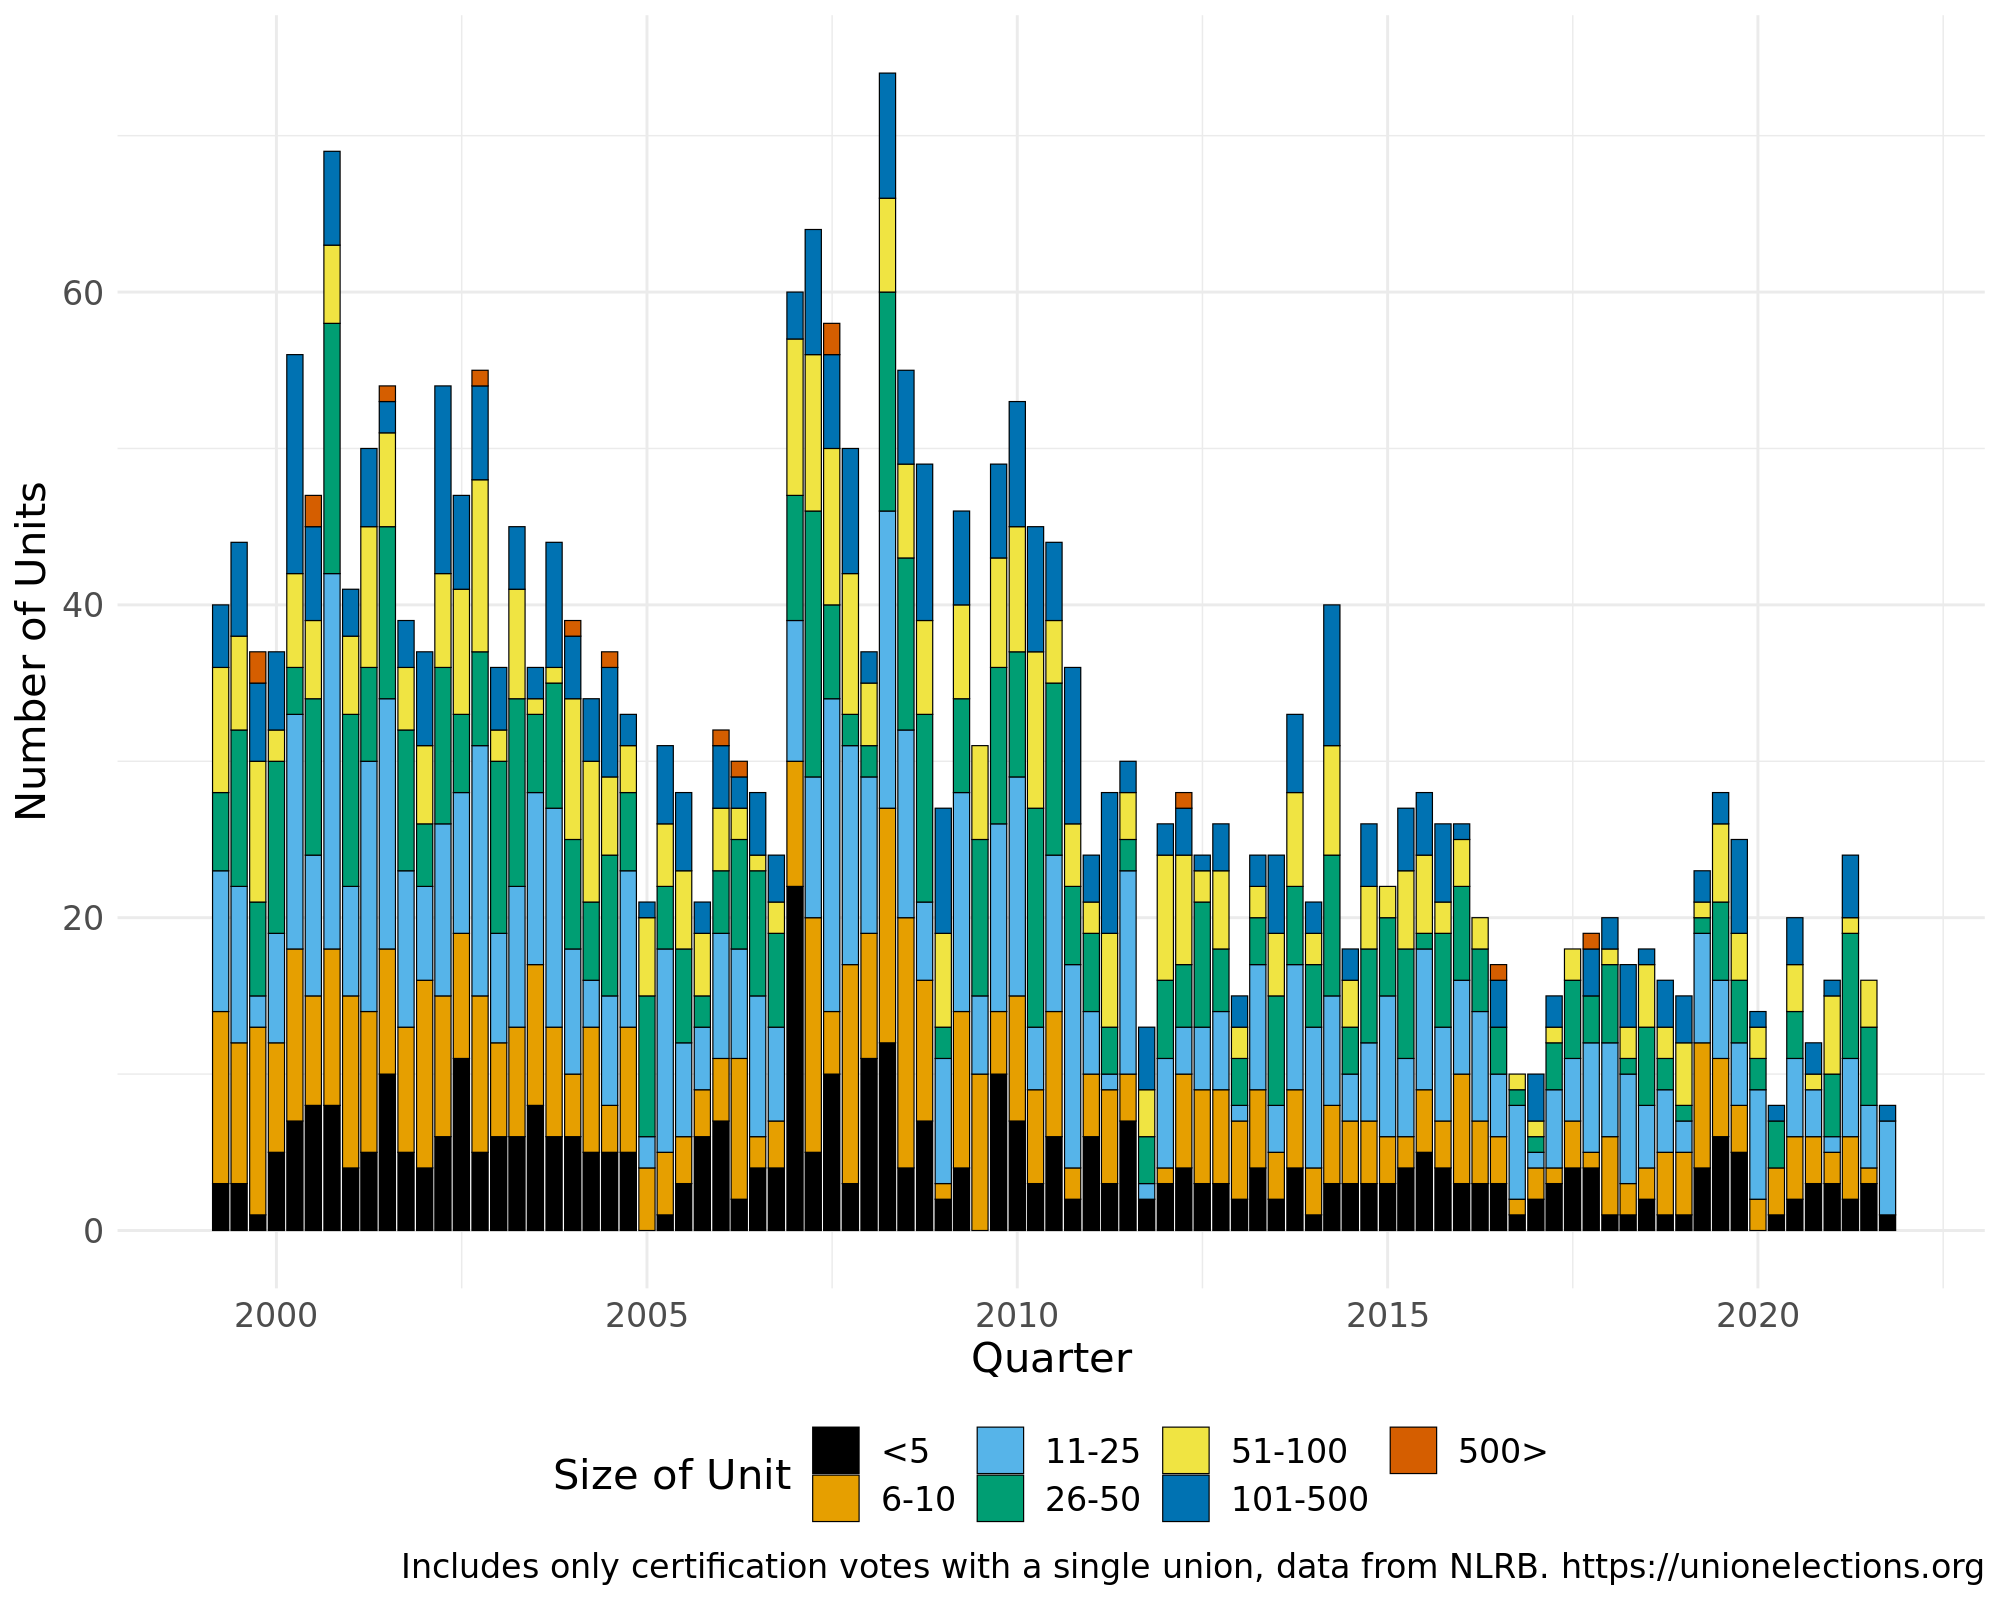 60
40
20
0
Number of Units
2000 2005 2010 2015 2020
Quarter
Size of Unit
<5 11-25 51-100 500>
6-10 26-50 101-500
Includes only certification votes with a single union, data from NLRB. https://unionelections.org